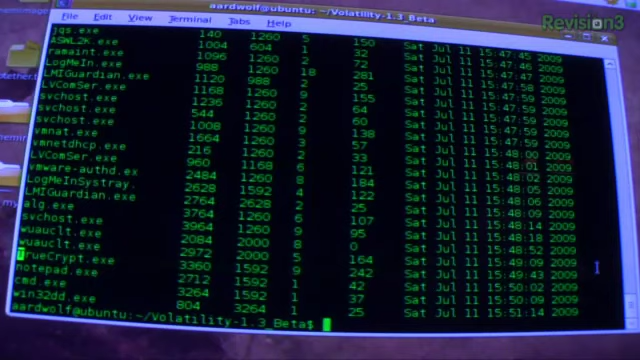 Revision3
aardwolf@ubuntu: ~/Volatility-1.3_Beta
File Edit View Terminal Tabs Help
jqs.exe 140 1260 5 150 Sat Jul 11 15:47:45 2009
1004 604 1 32 Sat Jul 11 15:47:46 2009
ramaint.exe 1096 1260 2 72 Sat Jul 11 15:47:47 2009
LogMeIn.exe 988 1260 18 281 Sat Jul 11 15:47:47 2009
LMIGuardian.exe 1120 988 2 25 Sat Jul 11 15:47:58 2009
LVComSer.exe 1168 1260 9 155 Sat Jul 11 15:47:59 2009
svchost.exe 1236 1260 2 64 Sat Jul 11 15:47:59 2009
svchost.exe 544 1260 2 60 Sat Jul 11 15:47:59 2009
svchost.exe 1008 1260 9 138 Sat Jul 11 15:47:59 2009
vmnat.exe 1664 1260 3 57 Sat Jul 11 15:48:00 2009
vmnetdhcp.exe 216 1260 2 33 Sat Jul 11 15:48:01 2009
LVComSer.exe 960 1168 6 121 Sat Jul 11 15:48:02 2009
vmware-authd.ex 2484 1260 8 184 Sat Jul 11 15:48:05 2009
LogMeInSystray. 2628 1592 4 122 Sat Jul 11 15:48:06 2009
LMIGuardian.exe 2764 2628 2 25 Sat Jul 11 15:48:09 2009
alg.exe 3764 1260 6 107 Sat Jul 11 15:48:18 2009
svchost.exe 3964 1260 9 95 Sat Jul 11 15:48:52 2009
wuauclt.exe 2084 2000 8 0 Sat Jul 11
wuauclt.exe 2972 2000 5 164 Sat Jul 11 15:49:09 2009
TrueCrypt.exe 3360 1592 9 242 Sat Jul 11 15:49:43 2009
notepad.exe 2712 1592 1 42 Sat Jul 11 15:50:02 2009
cmd.exe 3264 1592 1 37 Sat Jul 11 15:50:09 2009
win32dd.exe 804 3264 1 25 Sat Jul 11 15:51:14 2009
aardwolf@ubuntu:~/Volatility-1.3_Beta$